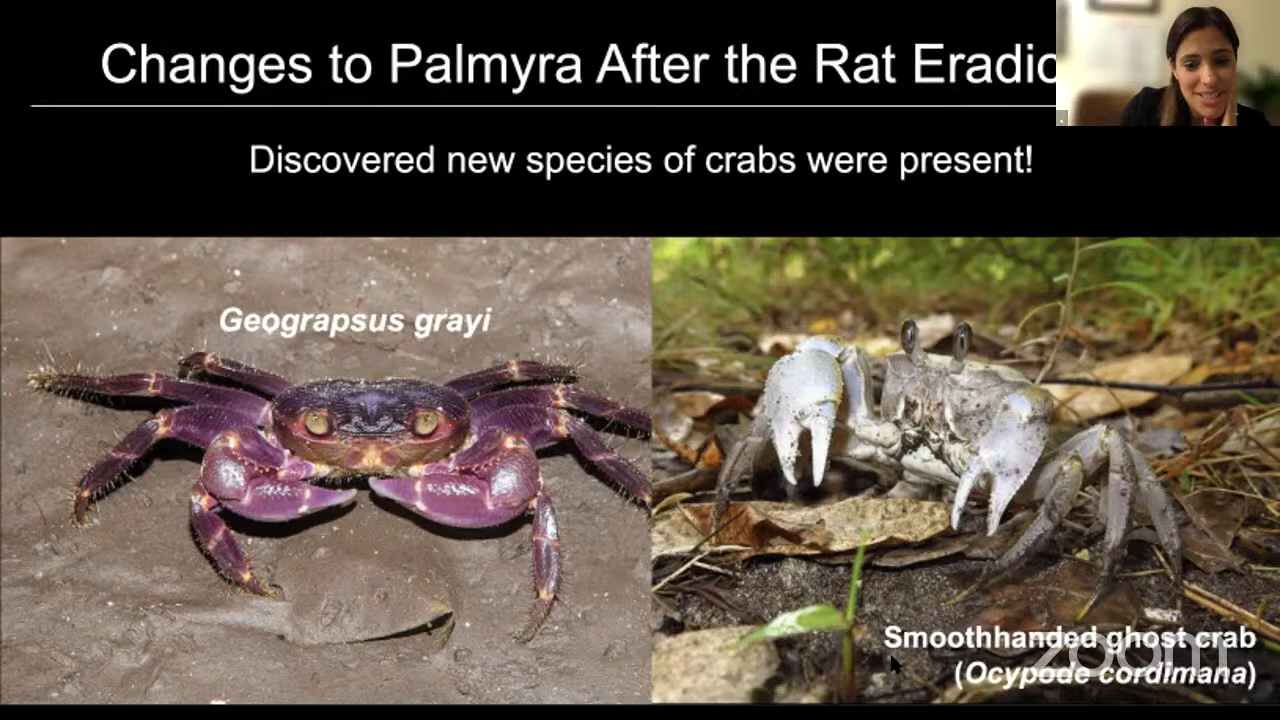 Changes to Palmyra After the Rat Eradic
Discovered new species of crabs were present!
Geograpsus grayi
Smoothhanded ghost crab
(Ocypode cordimana)
zoom